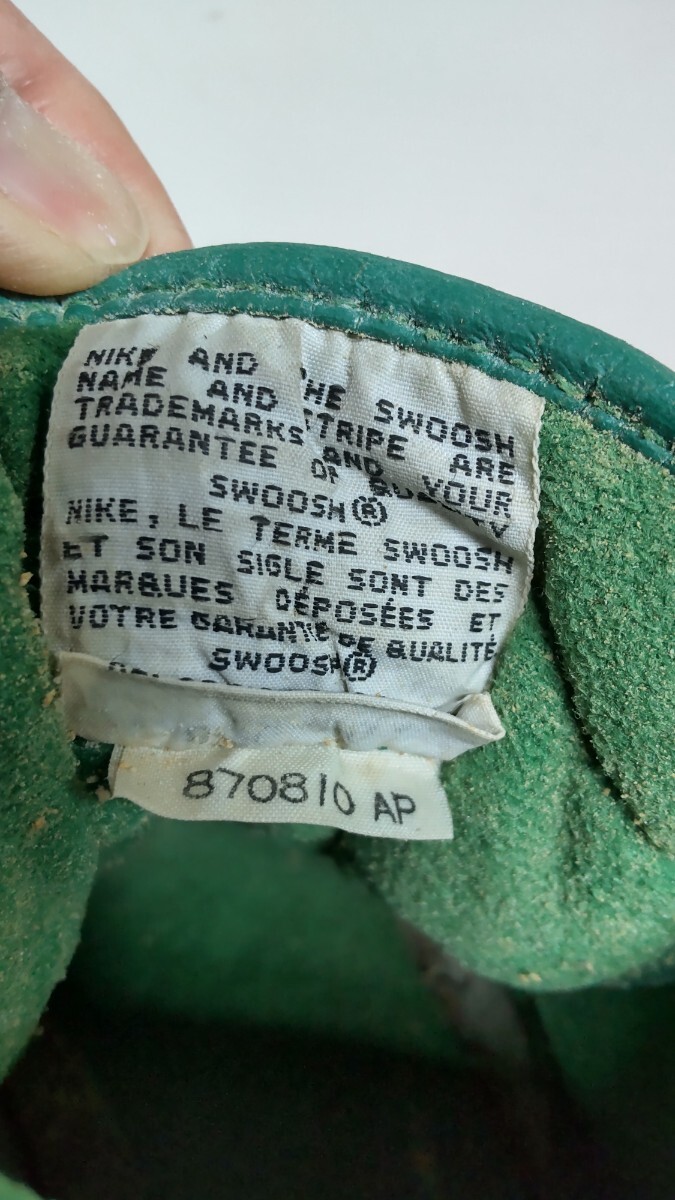 NIKE AND THE SWOOSH
NAME AND STRIPE ARE
TRADEMARKS AND YOUR
GUARANTEE OF QUALITY
SWOOSH®
NIKE, LE TERME SWOOSH
ET SON SIGLE SONT DES
MARQUES DÉPOSÉES ET
VOTRE GARANTIE DE QUALITÉ
SWOOSH®
870810 AP